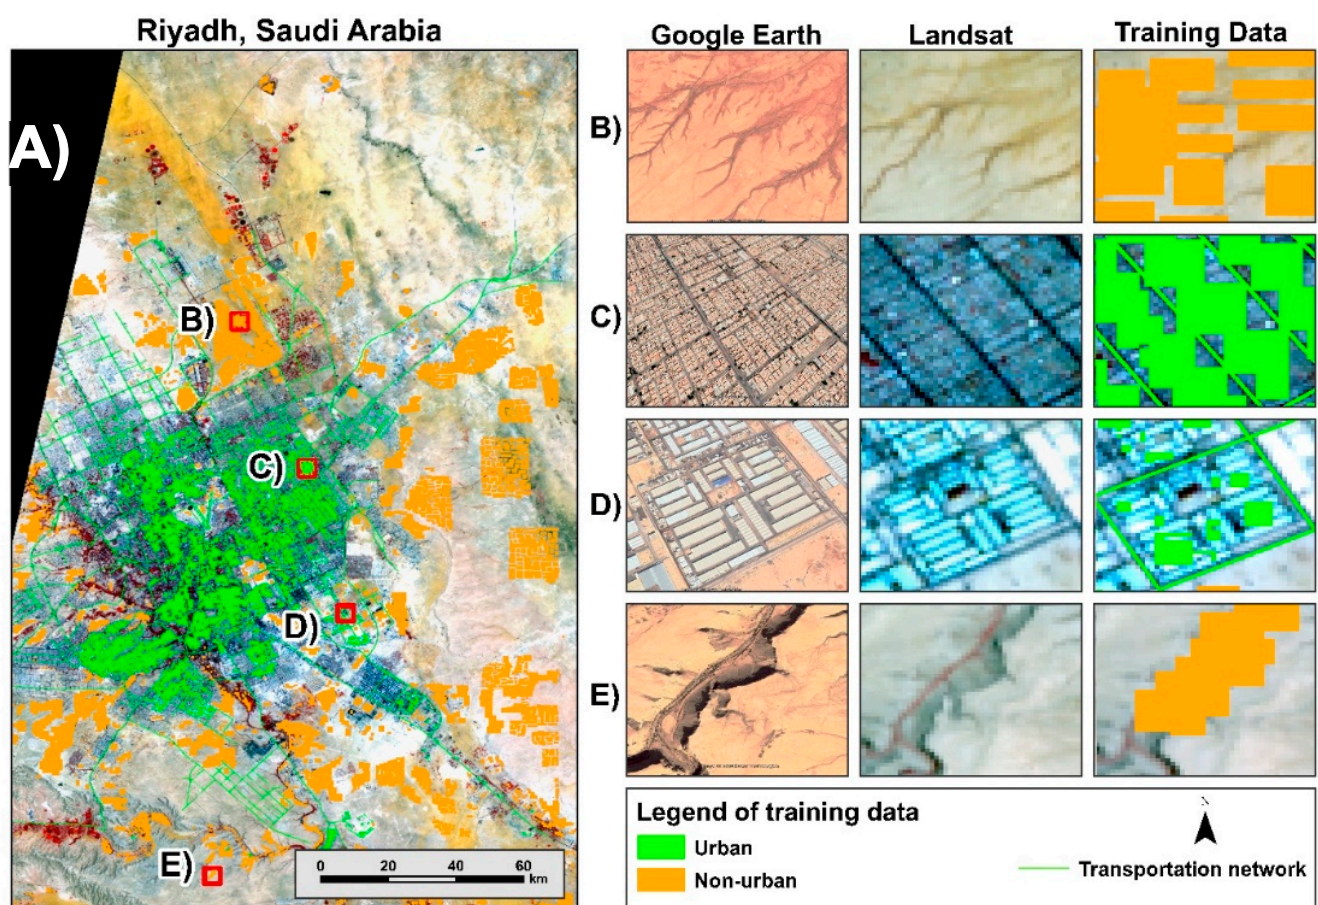 Riyadh, Saudi Arabia
A)
B)
C)
D)
E)
0 20 40 60
km
Google Earth Landsat Training Data
B)
C)
D)
E)
Legend of training data
Urban
Non-urban
Transportation network